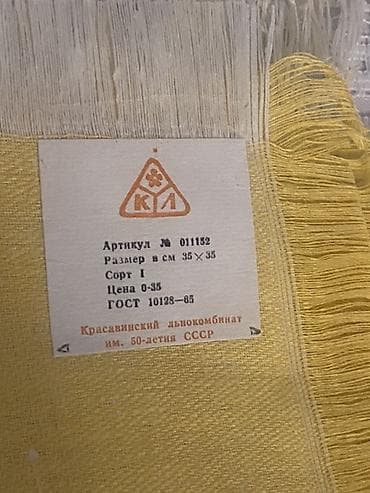 К Л
Артикул № 011152
Размер в см 35×35
Сорт I
Цена 0-35
ГОСТ 10128—65
Красавинский льнокомбинат
им. 50-летия СССР